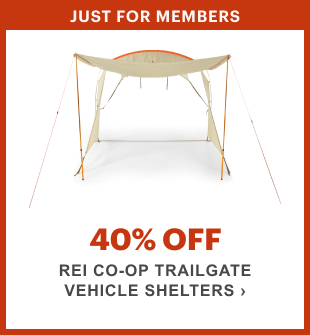 JUST FOR MEMBERS
40% OFF
REI CO-OP TRAILGATE
VEHICLE SHELTERS ›